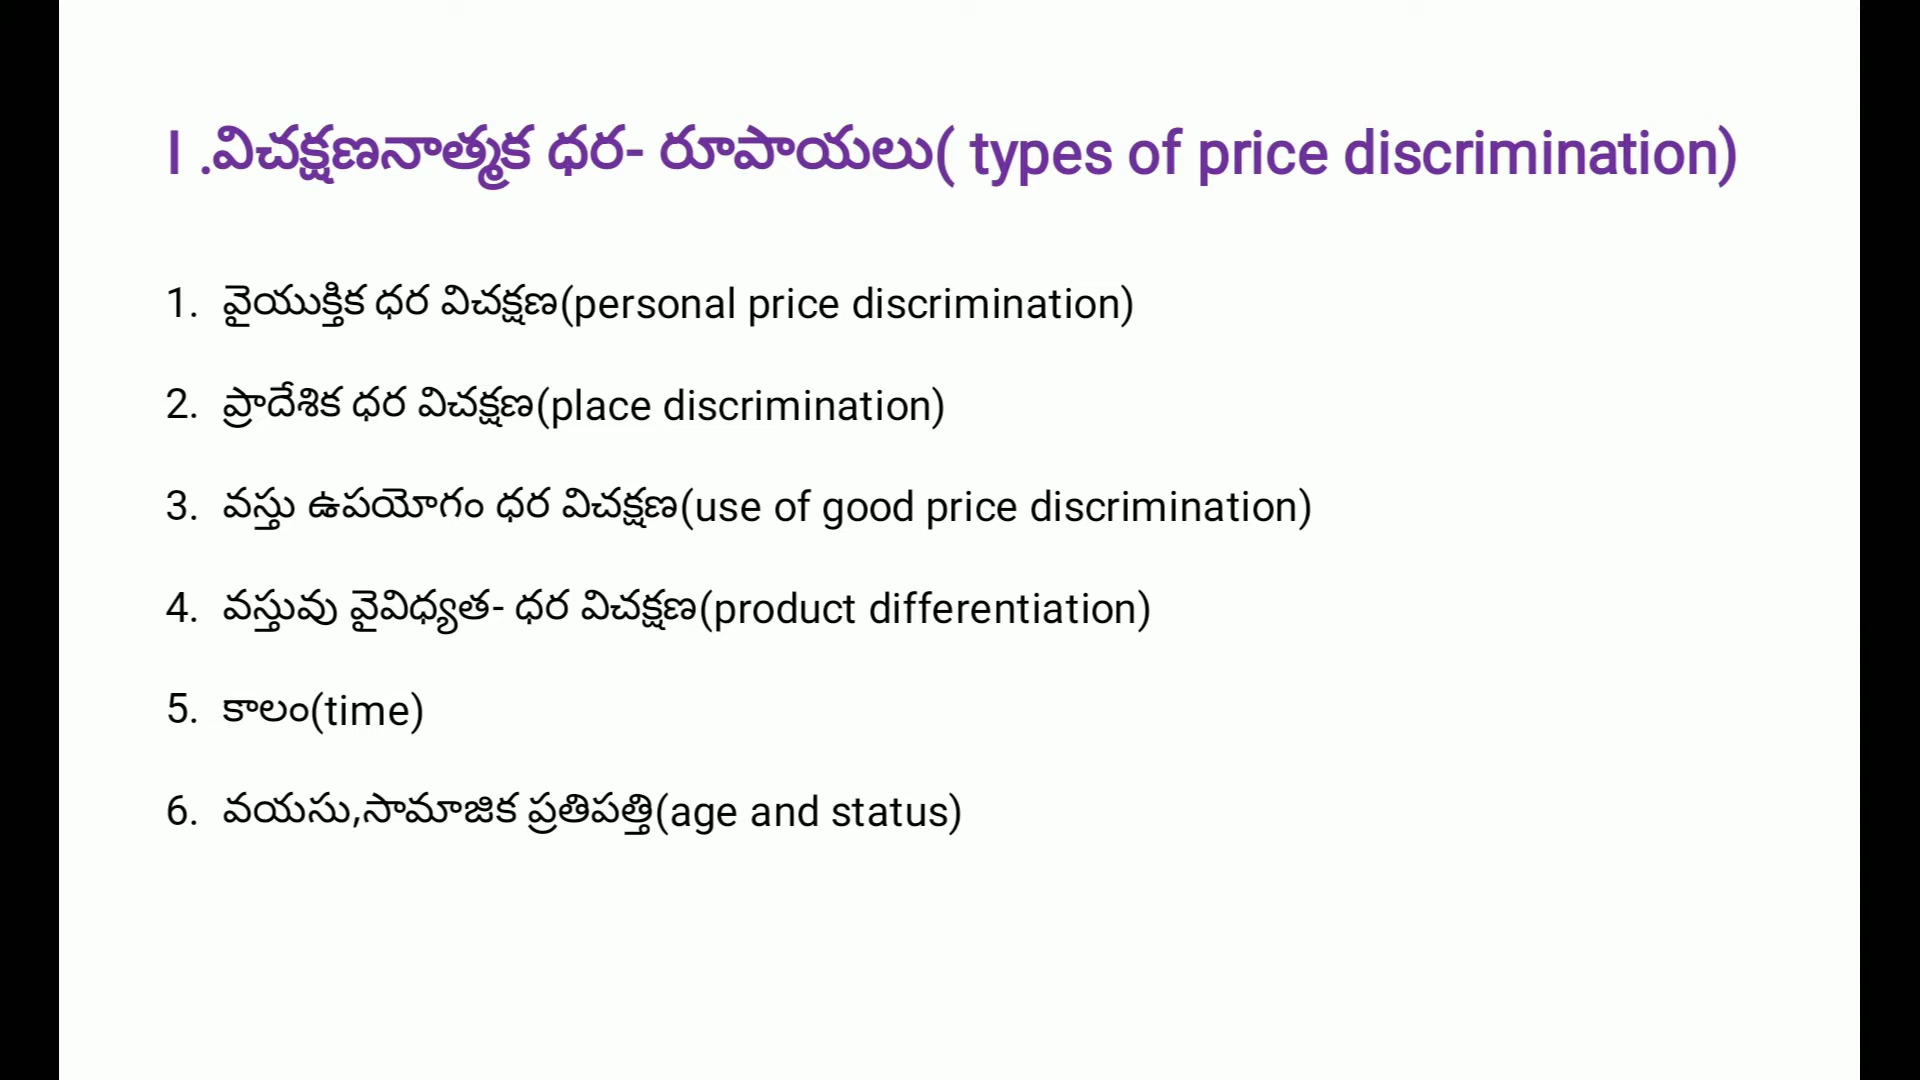 I .విచక్షణనాత్మక ధర- రూపాయలు( types of price discrimination)
1. వైయుక్తిక ధర విచక్షణ(personal price discrimination)
2. ప్రాదేశిక ధర విచక్షణ(place discrimination)
3. వస్తు ఉపయోగం ధర విచక్షణ(use of good price discrimination)
4. వస్తువు వైవిధ్యత- ధర విచక్షణ(product differentiation)
5. కాలం(time)
6. వయసు,సామాజిక ప్రతిపత్తి(age and status)